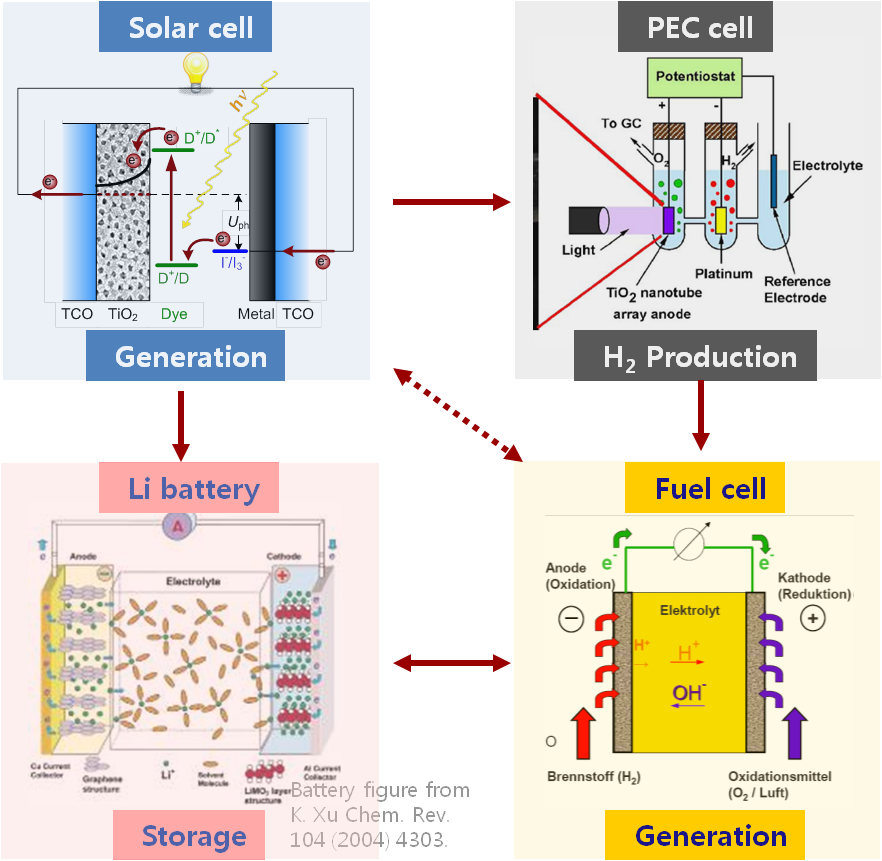 Solar cell
hν
D⁺/D*
e⁻
e⁻
e⁻
U_ph
e⁻
e⁻
D⁺/D
I⁻/I₃⁻
TCO TiO₂ Dye Metal TCO
Generation
PEC cell
Potentiostat
+ -
To GC
O₂ H₂
Electrolyte
Light
Platinum
Reference
Electrode
TiO₂ nanotube
array anode
H₂ Production
Li battery
A
e e
Anode Cathode
Electrolyte
Cu Current
Collector
Graphene
structure
Li⁺
Solvent
Molecule
LiMO₂ layer
structure
Al Current
Collector
Battery figure from
K. Xu Chem. Rev.
104 (2004) 4303.
Storage
Fuel cell
e⁻ e⁻
Anode
(Oxidation)
Kathode
(Reduktion)
− +
Elektrolyt
H⁺ H⁺
OH⁻
O
Brennstoff (H₂)
Oxidationsmittel
(O₂ / Luft)
Generation